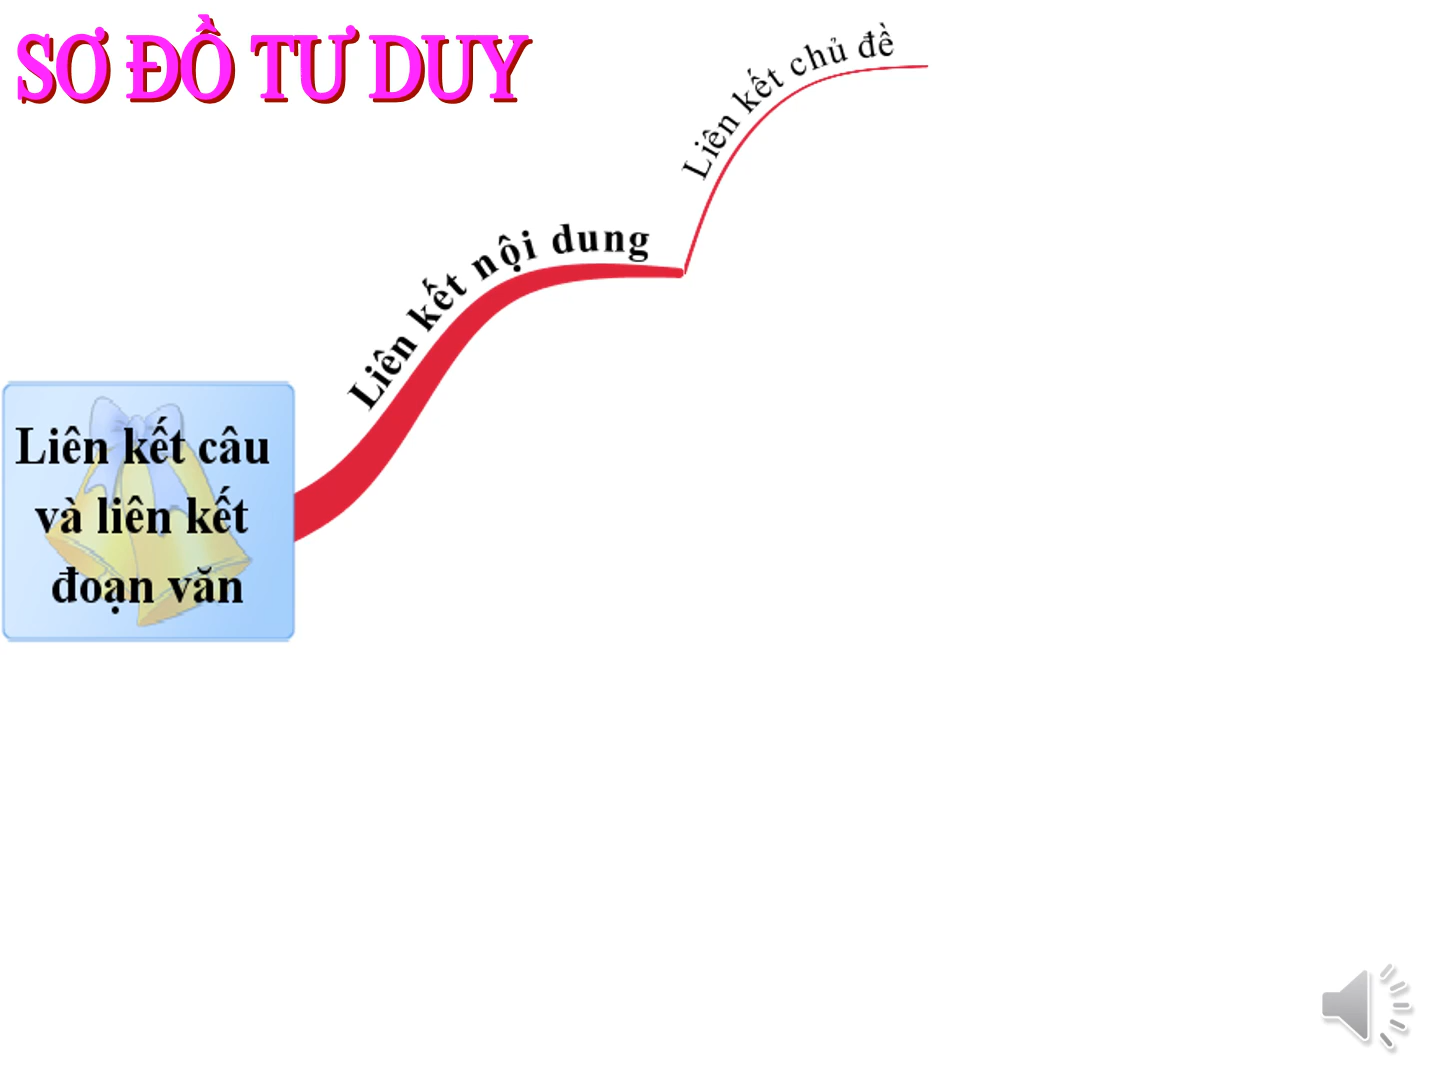 SƠ ĐỒ TƯ DUY
Liên kết chủ đề
Liên kết nội dung
Liên kết câu
và liên kết
đoạn văn